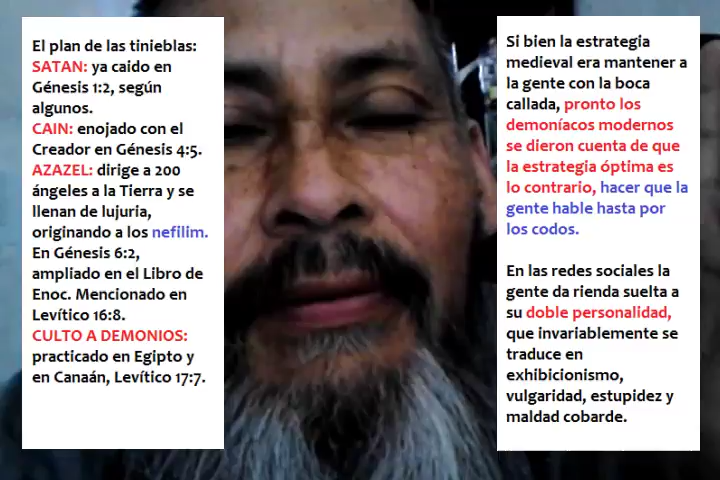 El plan de las tinieblas:
SATAN: ya caido en
Génesis 1:2, según
algunos.
CAIN: enojado con el
Creador en Génesis 4:5.
AZAZEL: dirige a 200
ángeles a la Tierra y se
llenan de lujuria,
originando a los nefilim.
En Génesis 6:2,
ampliado en el Libro de
Enoc. Mencionado en
Levítico 16:8.
CULTO A DEMONIOS:
practicado en Egipto y
en Canaán, Levítico 17:7.
Si bien la estrategia
medieval era mantener a
la gente con la boca
callada, pronto los
demoníacos modernos
se dieron cuenta de que
la estrategia óptima es
lo contrario, hacer que la
gente hable hasta por
los codos.
En las redes sociales la
gente da rienda suelta a
su doble personalidad,
que invariablemente se
traduce en
exhibicionismo,
vulgaridad, estupidez y
maldad cobarde.